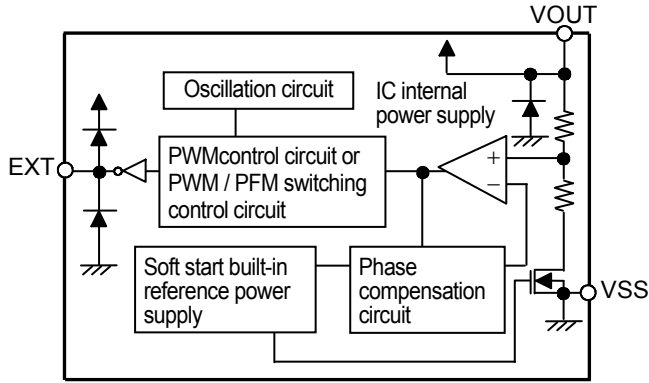 VOUT
Oscillation circuit
IC internal
power supply
EXT
PWMcontrol circuit or
PWM / PFM switching
control circuit
+
−
Soft start built-in
reference power
supply
Phase
compensation
circuit
VSS